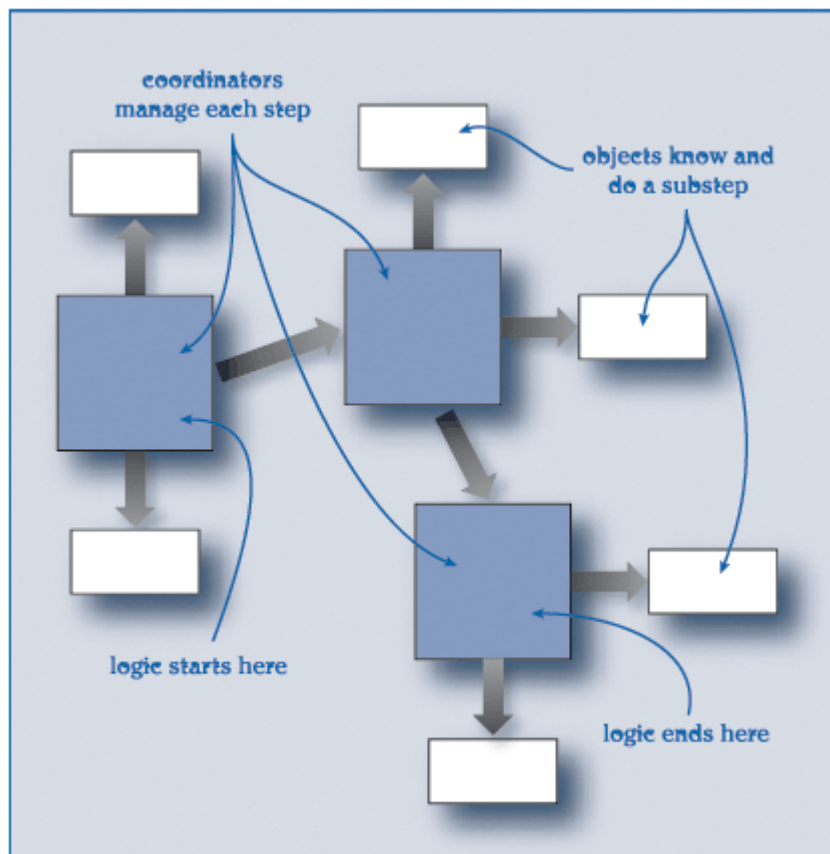 coordinators
manage each step
objects know and
do a substep
logic starts here
logic ends here